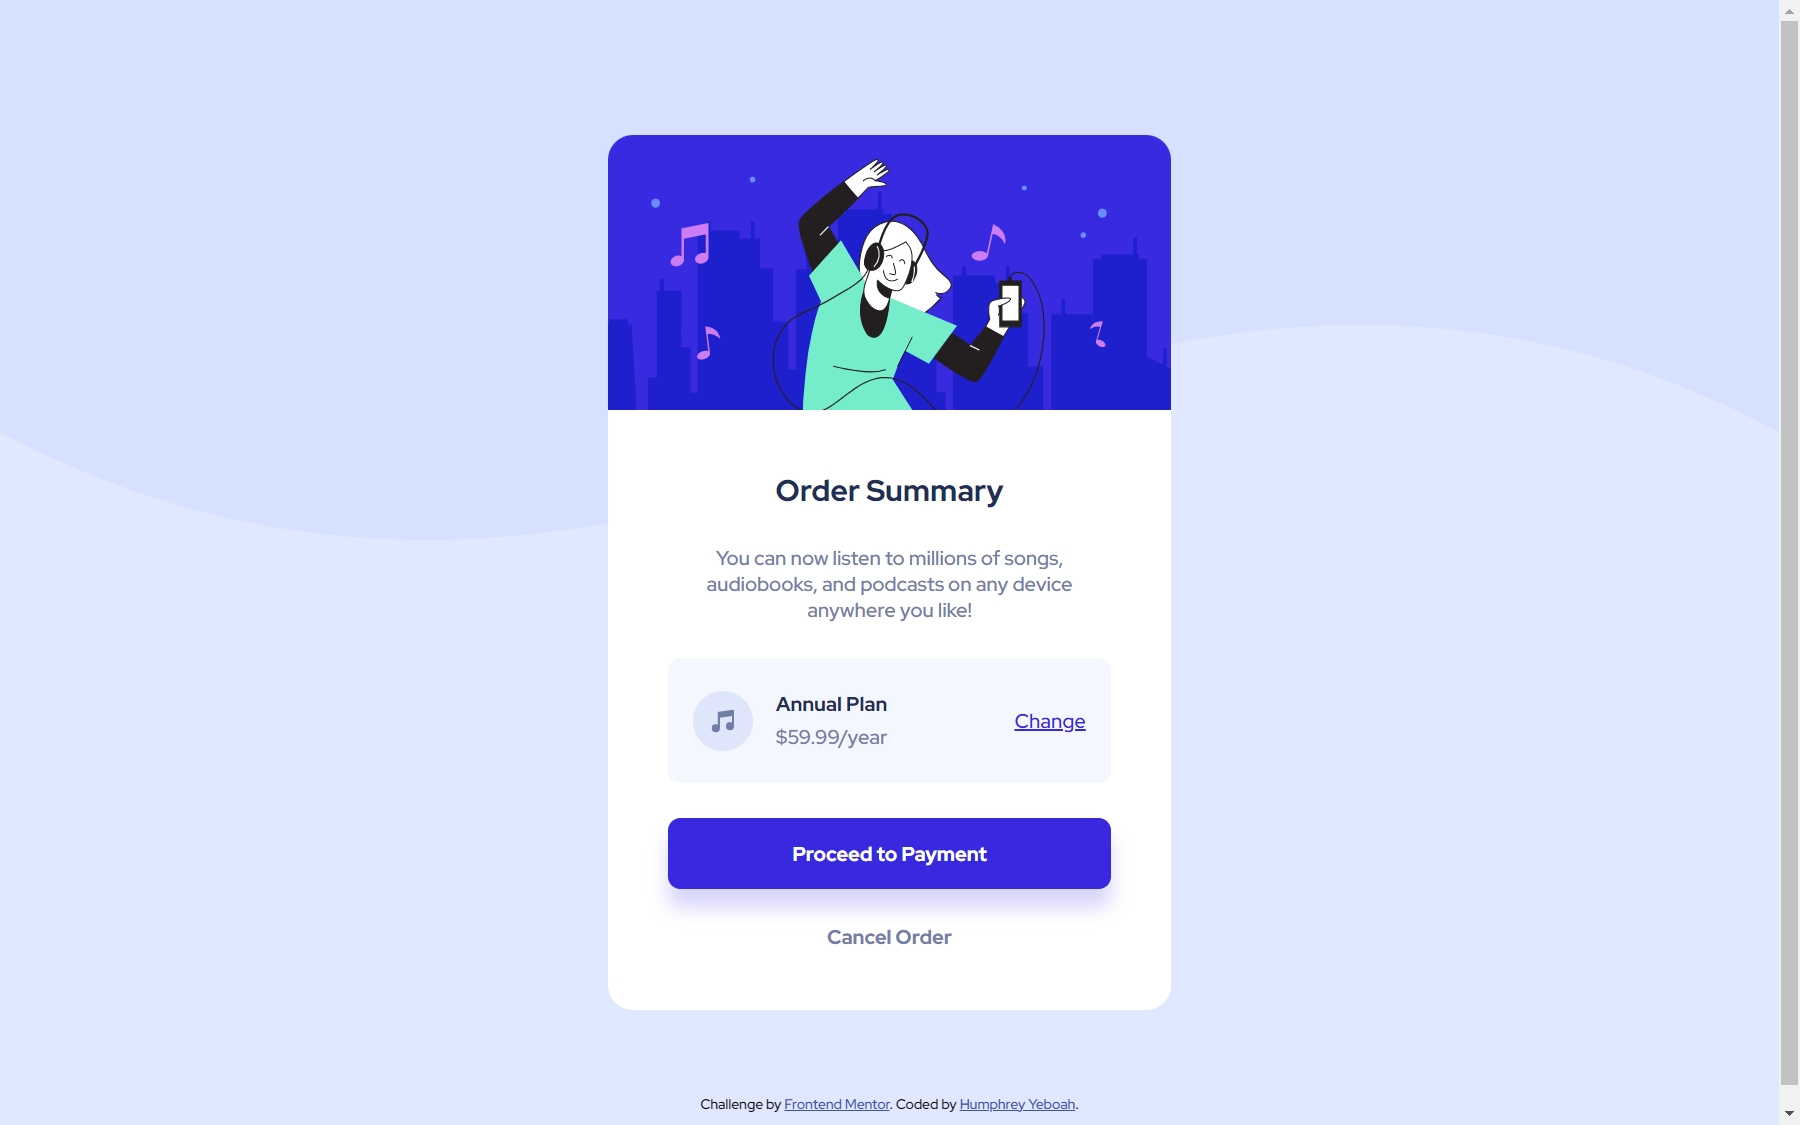 Order Summary
You can now listen to millions of songs,
audiobooks, and podcasts on any device
anywhere you like!
Annual Plan
$59.99/year
Change
Proceed to Payment
Cancel Order
Challenge by Frontend Mentor. Coded by Humphrey Yeboah.